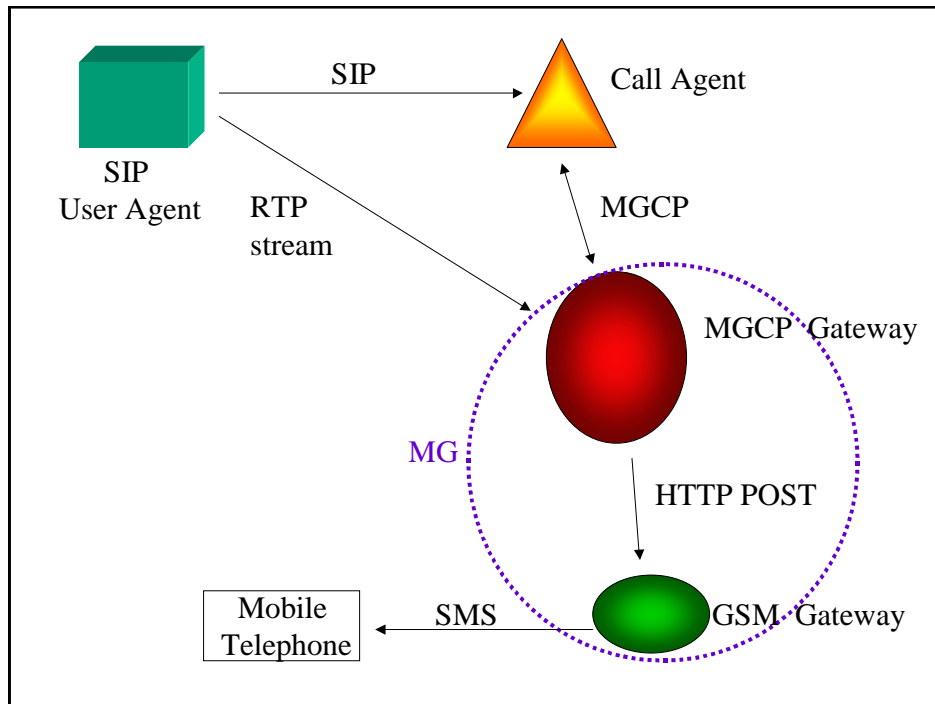 SIP
Call Agent
SIP
User Agent
RTP
stream
MGCP
MGCP Gateway
MG
HTTP POST
Mobile
Telephone
SMS
GSM Gateway